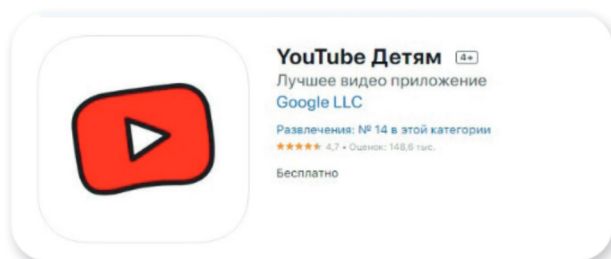 YouTube Детям 4+
Лучшее видео приложение
Google LLC
Развлечения: № 14 в этой категории
★★★★★ 4,7 • Оценок: 148,6 тыс.
Бесплатно